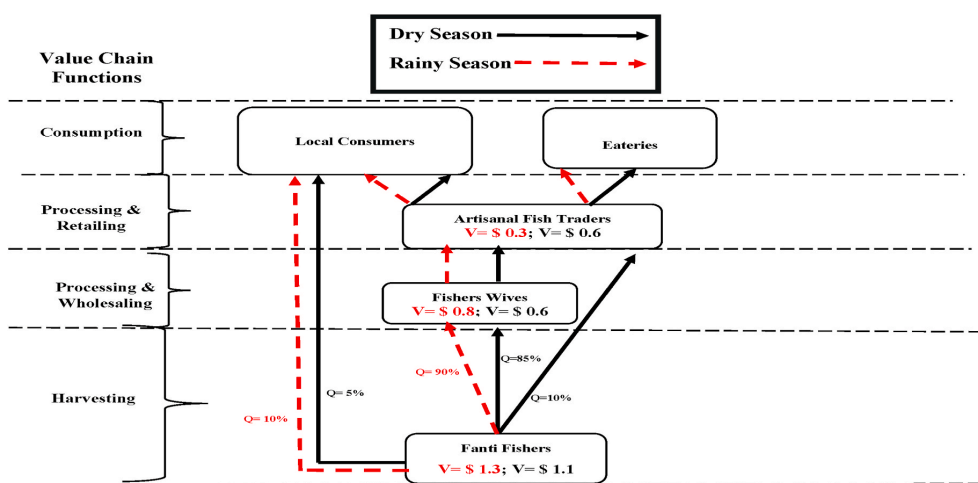 Dry Season
Rainy Season
Value Chain
Functions
Consumption
Local Consumers
Eateries
Processing &
Retailing
Artisanal Fish Traders
V= $ 0.3; V= $ 0.6
Processing &
Wholesaling
Fishers Wives
V= $ 0.8; V= $ 0.6
Q=85%
Q= 90%
Q= 5%
Q=10%
Harvesting
Q= 10%
Fanti Fishers
V= $ 1.3; V= $ 1.1